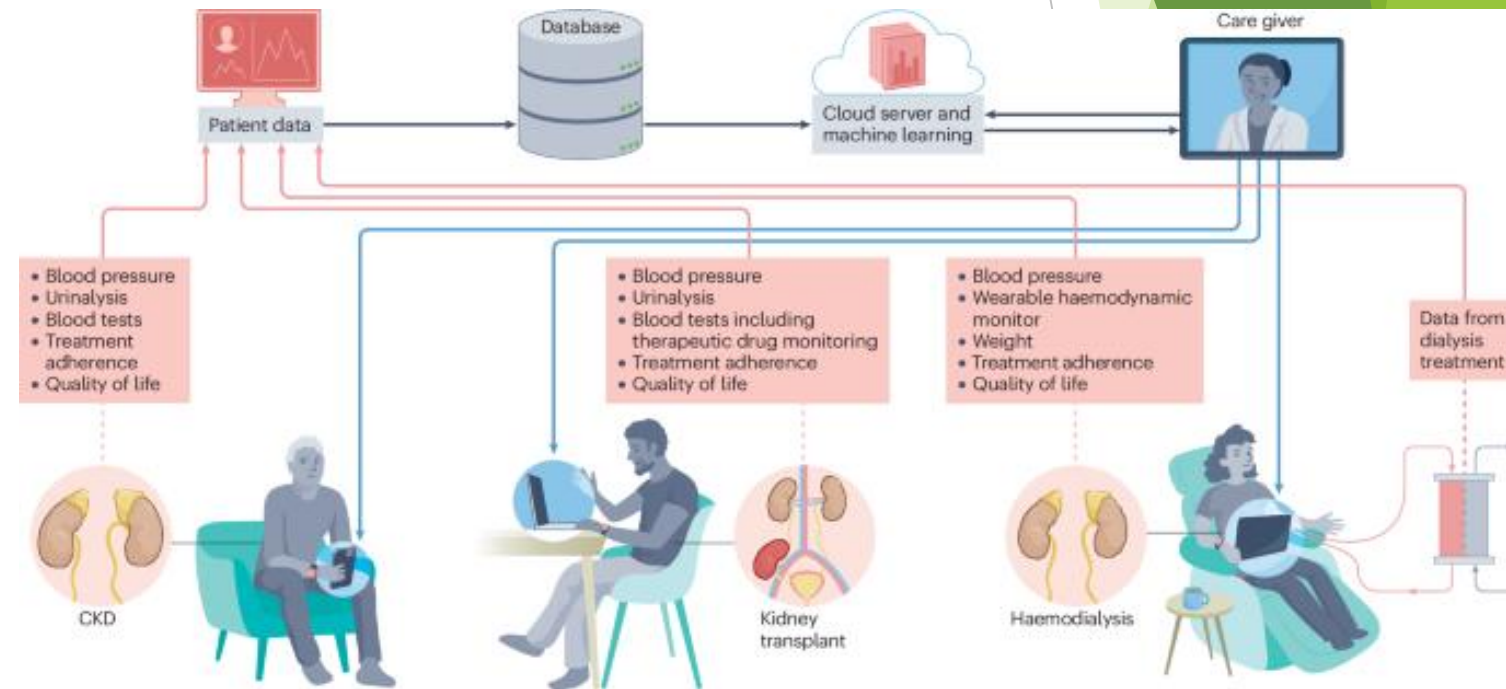 Database
Care giver
Patient data
Cloud server and
machine learning
• Blood pressure
• Urinalysis
• Blood tests
• Treatment
adherence
• Quality of life
• Blood pressure
• Urinalysis
• Blood tests including
therapeutic drug monitoring
• Treatment adherence
• Quality of life
• Blood pressure
• Wearable haemodynamic
monitor
• Weight
• Treatment adherence
• Quality of life
Data from
dialysis
treatment
CKD
Kidney
transplant
Haemodialysis